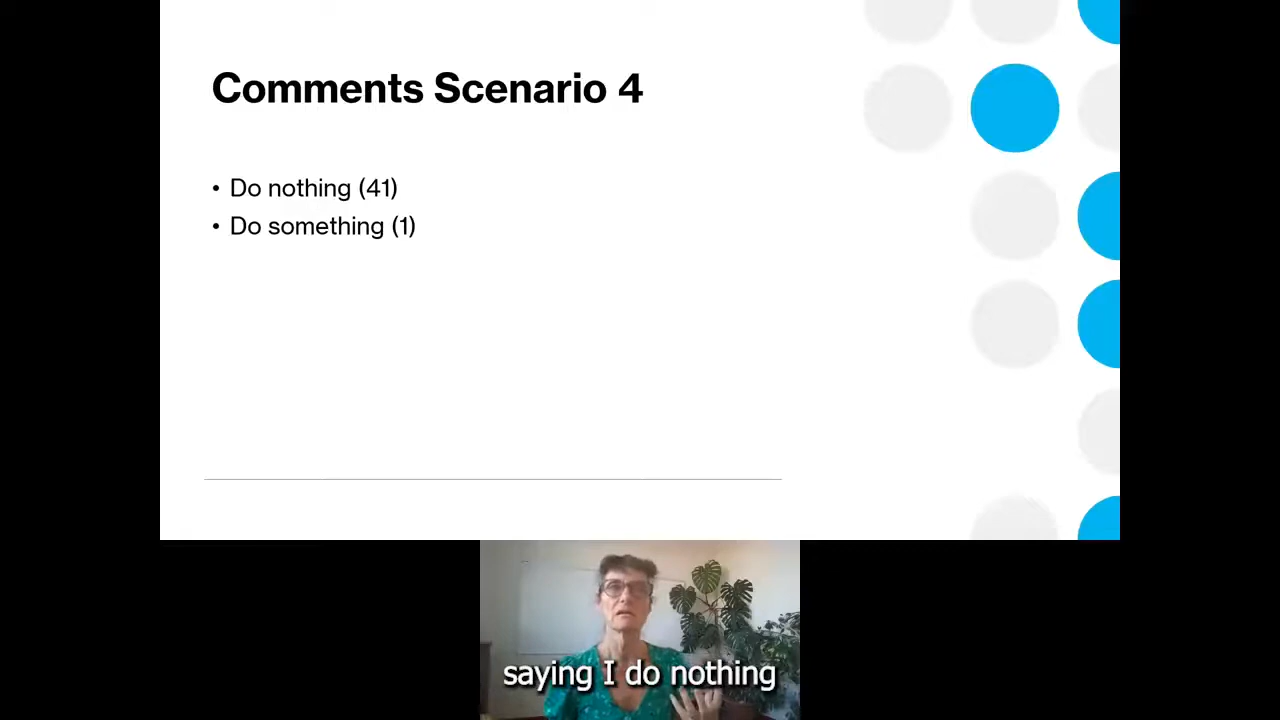 Comments Scenario 4
• Do nothing (41)
• Do something (1)
saying I do nothing